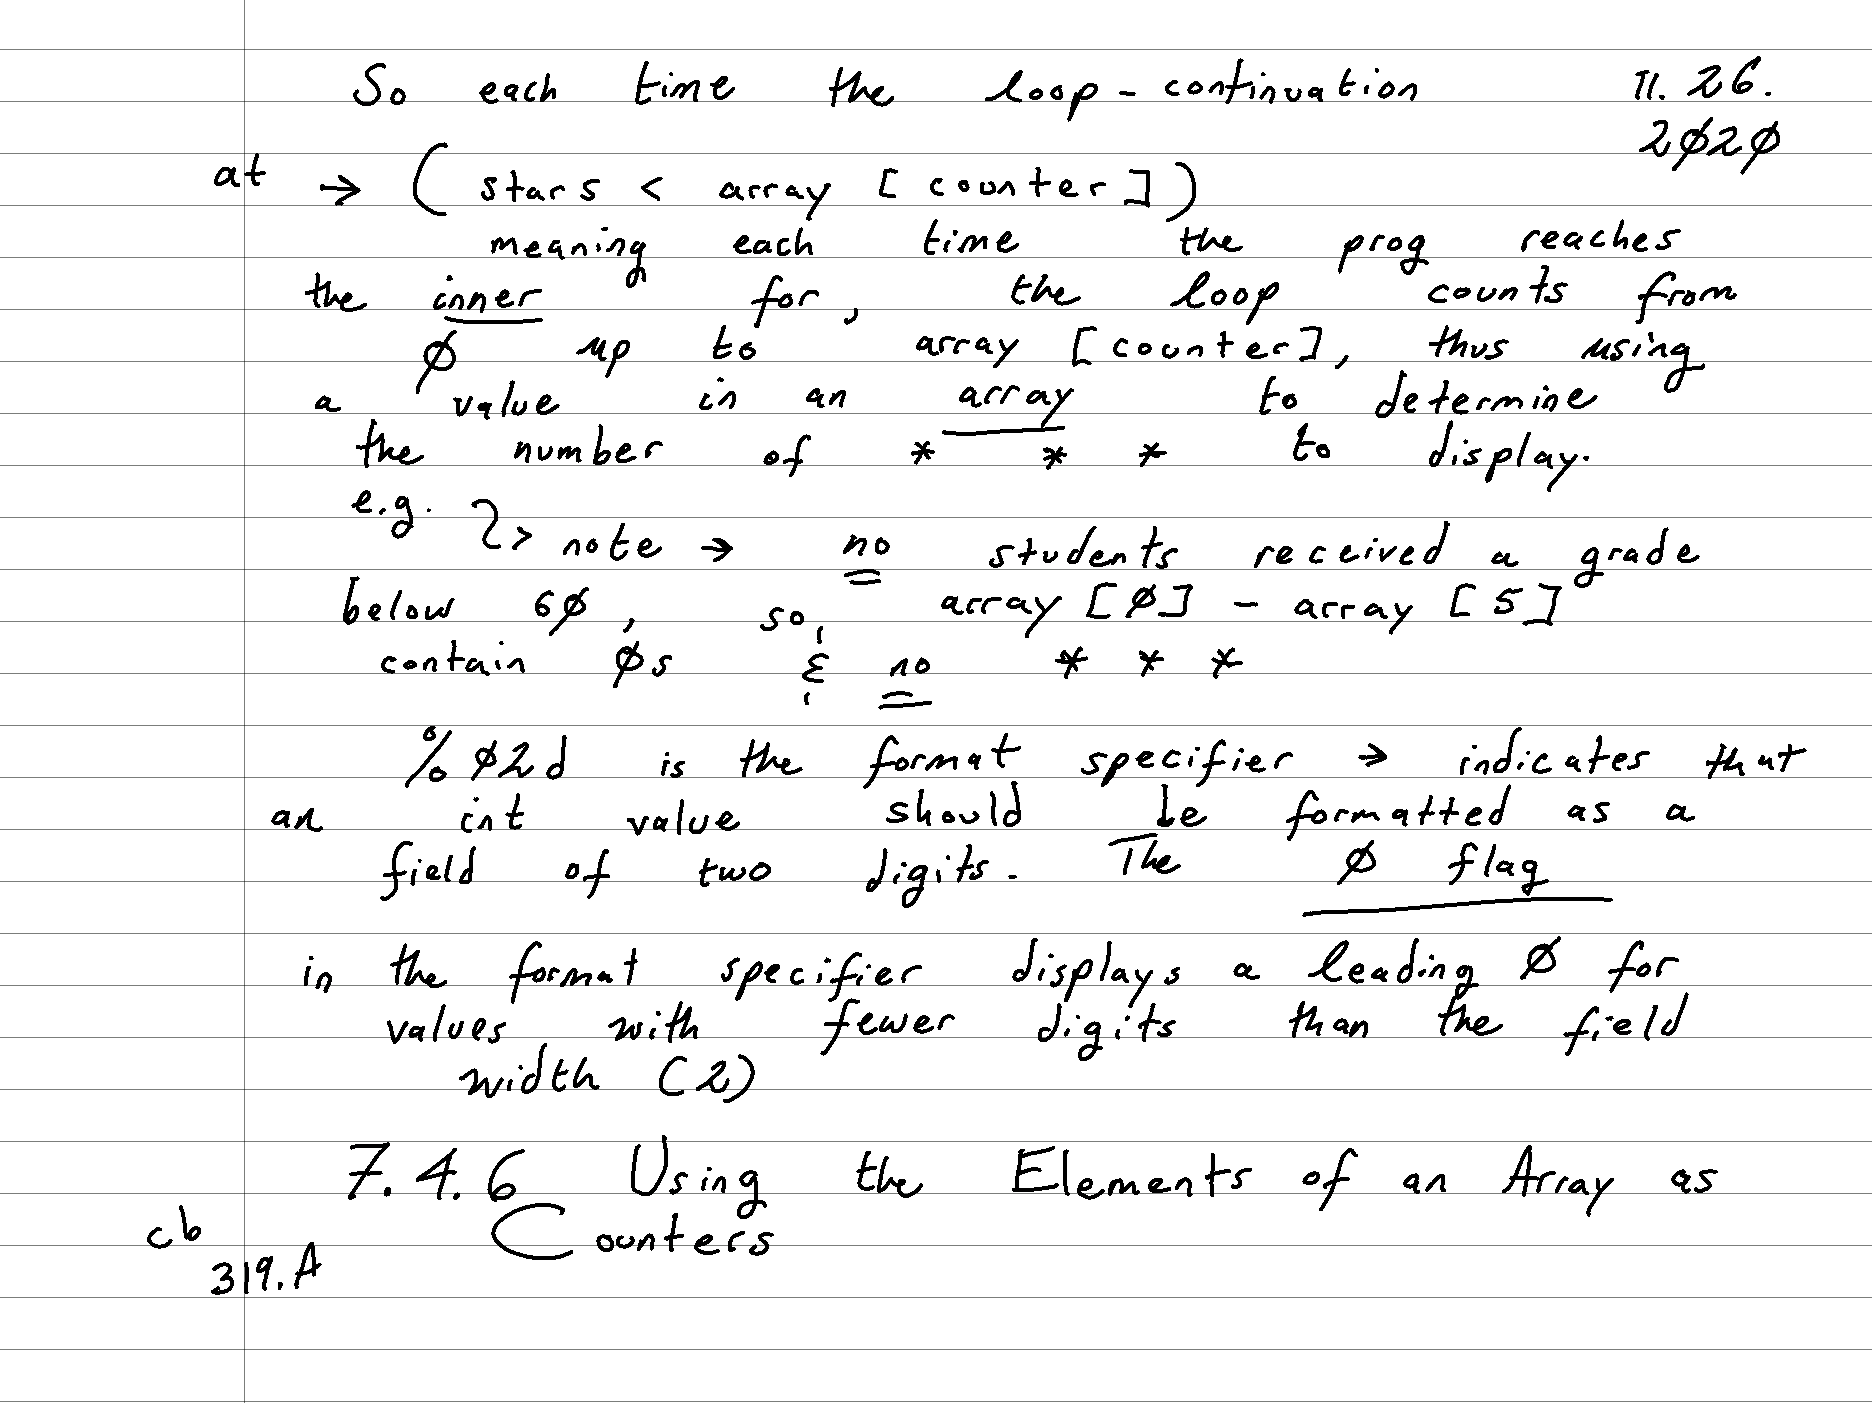 So each time the loop-continuation 11.26.
2020
at → ( stars < array [counter])
meaning each time the prog reaches
the inner for, the loop counts from
0 up to array [counter], thus using
a value in an array to determine
the number of * * * to display.
e.g.
> note → no students received a grade
below 60, so, array [0] - array [5]
contain 0s & no * * *
%02d is the format specifier → indicates that
an int value should be formatted as a
field of two digits. The 0 flag
in the format specifier displays a leading 0 for
values with fewer digits than the field
width (2)
7.4.6 Using the Elements of an Array as
cb Counters
319.A